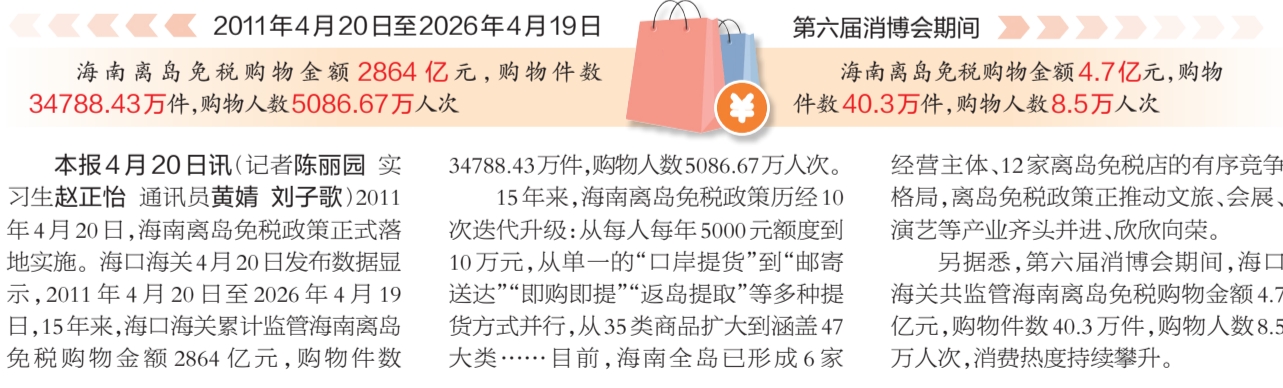 2011年4月20日至2026年4月19日
海南离岛免税购物金额 2864 亿元，购物件数
34788.43万件，购物人数5086.67万人次
第六届消博会期间
海南离岛免税购物金额4.7亿元，购物
件数40.3万件，购物人数8.5万人次
¥
本报4月20日讯（记者陈丽园 实
习生赵正怡 通讯员黄婧 刘子歌）2011
年4月20日，海南离岛免税政策正式落
地实施。海口海关4月20日发布数据显
示，2011年4月20日至2026年4月19
日，15年来，海口海关累计监管海南离岛
免税购物金额2864亿元，购物件数
34788.43万件，购物人数5086.67万人次。
15年来，海南离岛免税政策历经10
次迭代升级：从每人每年5000元额度到
10万元，从单一的“口岸提货”到“邮寄
送达”“即购即提”“返岛提取”等多种提
货方式并行，从35类商品扩大到涵盖47
大类……目前，海南全岛已形成6家
经营主体、12家离岛免税店的有序竞争
格局，离岛免税政策正推动文旅、会展、
演艺等产业齐头并进、欣欣向荣。
另据悉，第六届消博会期间，海口
海关共监管海南离岛免税购物金额4.7
亿元，购物件数40.3万件，购物人数8.5
万人次，消费热度持续攀升。